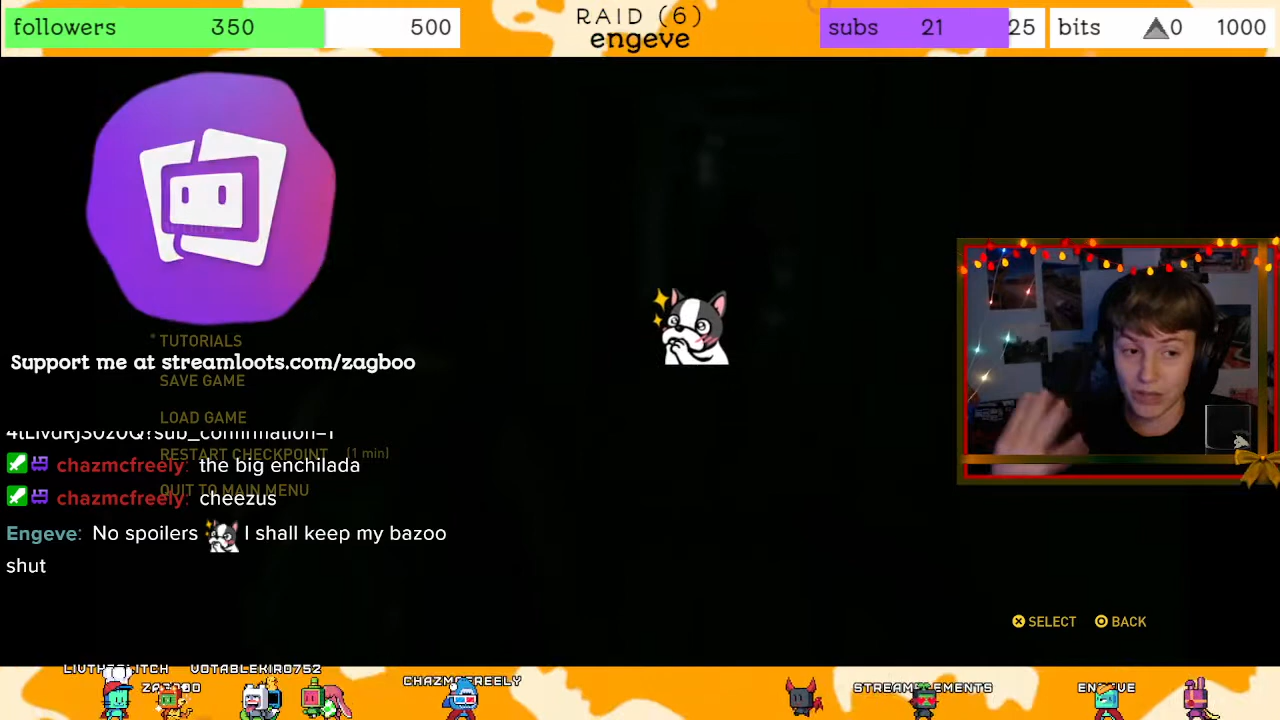 followers 350 500
RAID (6)
engeve
subs 21 25
bits 0 1000
TUTORIALS
Support me at streamloots.com/zagboo
SAVE GAME
LOAD GAME
RESTART CHECKPOINT (1 min)
chazmcfreely: the big enchilada
QUIT TO MAIN MENU
chazmcfreely: cheezus
Engeve: No spoilers I shall keep my bazoo
shut
SELECT BACK
VOTABLEKIRO752
ZAGBOO
CHAZMCFREELY
STREAMELEMENTS
ENGEVE